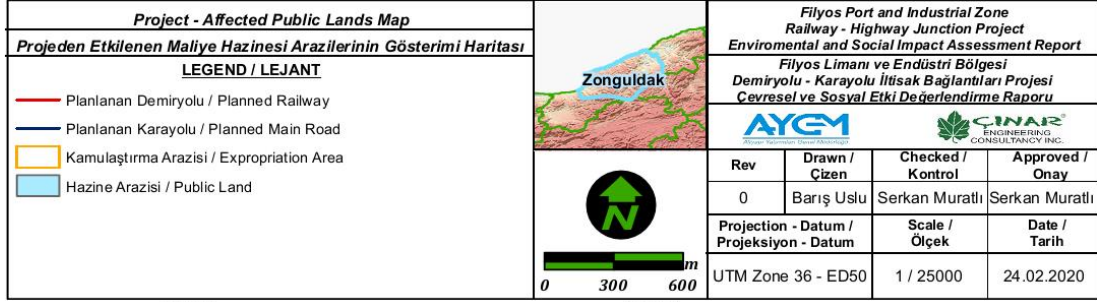 Project - Affected Public Lands Map
Projeden Etkilenen Maliye Hazinesi Arazilerinin Gösterimi Haritası
LEGEND / LEJANT
Planlanan Demiryolu / Planned Railway
Planlanan Karayolu / Planned Main Road
Kamulaştırma Arazisi / Expropriation Area
Hazine Arazisi / Public Land
Zonguldak
N
m
0 300 600
Filyos Port and Industrial Zone
Railway - Highway Junction Project
Enviromental and Social Impact Assessment Report
Filyos Limanı ve Endüstri Bölgesi
Demiryolu - Karayolu İltisak Bağlantıları Projesi
Çevresel ve Sosyal Etki Değerlendirme Raporu
AYGM
Altyapı Yatırımları Genel Müdürlüğü
ÇINAR
ENGINEERING
CONSULTANCY INC.
Rev
Drawn /
Çizen
Checked /
Kontrol
Approved /
Onay
0
Barış Uslu
Serkan Muratlı
Serkan Muratlı
Projection - Datum /
Projeksiyon - Datum
Scale /
Ölçek
Date /
Tarih
UTM Zone 36 - ED50
1 / 25000
24.02.2020